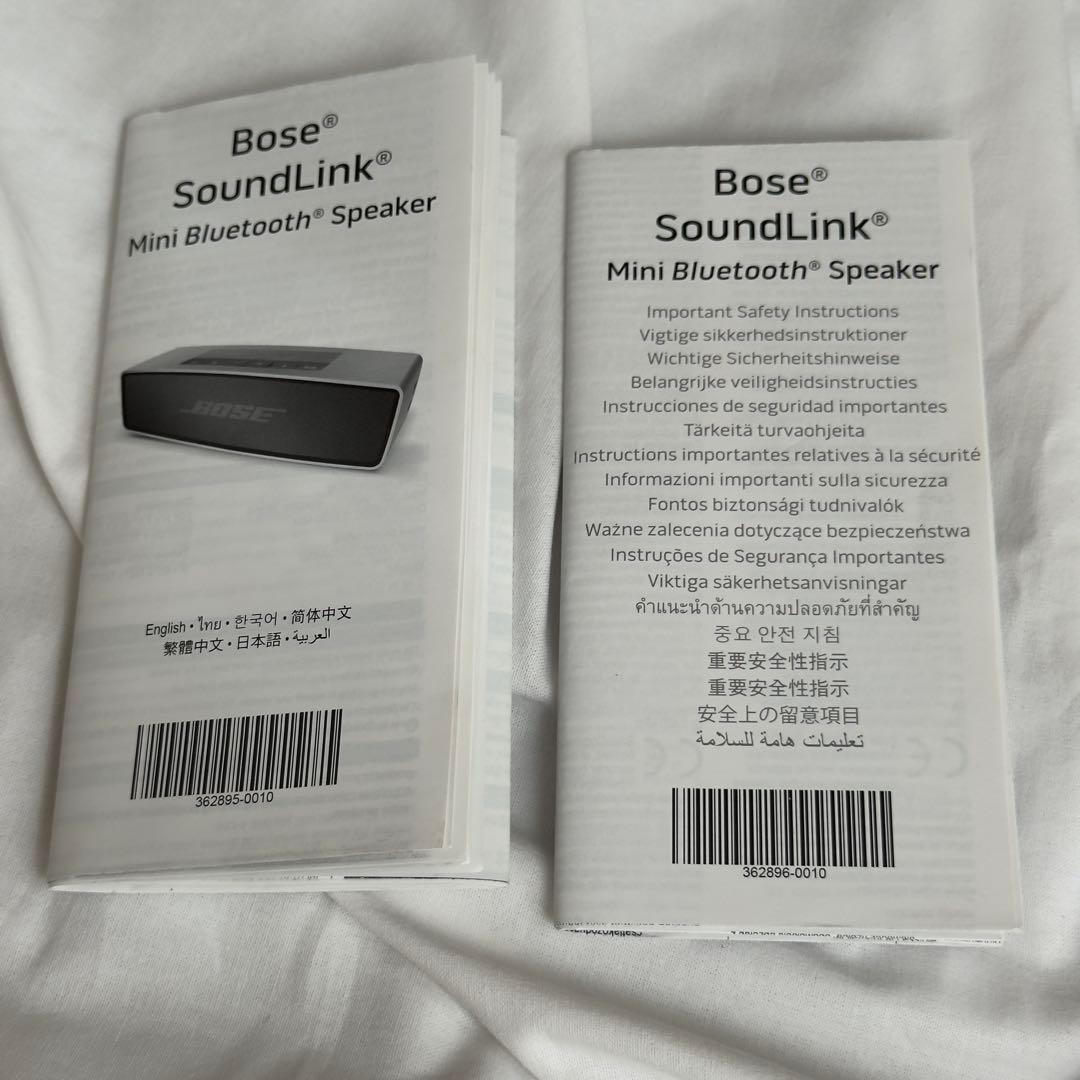 Bose®
SoundLink®
Mini Bluetooth® Speaker
BOSE
English • ไทย • 한국어 • 简体中文
繁體中文 • 日本語 • العربية
362895-0010
Bose®
SoundLink®
Mini Bluetooth® Speaker
Important Safety Instructions
Vigtige sikkerhedsinstruktioner
Wichtige Sicherheitshinweise
Belangrijke veiligheidsinstructies
Instrucciones de seguridad importantes
Tärkeitä turvaohjeita
Instructions importantes relatives à la sécurité
Informazioni importanti sulla sicurezza
Fontos biztonsági tudnivalók
Ważne zalecenia dotyczące bezpieczeństwa
Instruções de Segurança Importantes
Viktiga säkerhetsanvisningar
คำแนะนำด้านความปลอดภัยที่สำคัญ
중요 안전 지침
重要安全性指示
重要安全性指示
安全上の留意項目
تعليمات هامة للسلامة
362896-0010